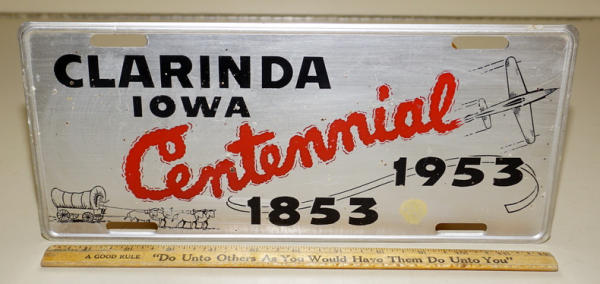 CLARINDA
IOWA
Centennial
1853
1953
A GOOD RULE "Do Unto Others As You Would Have Them Do Unto You"